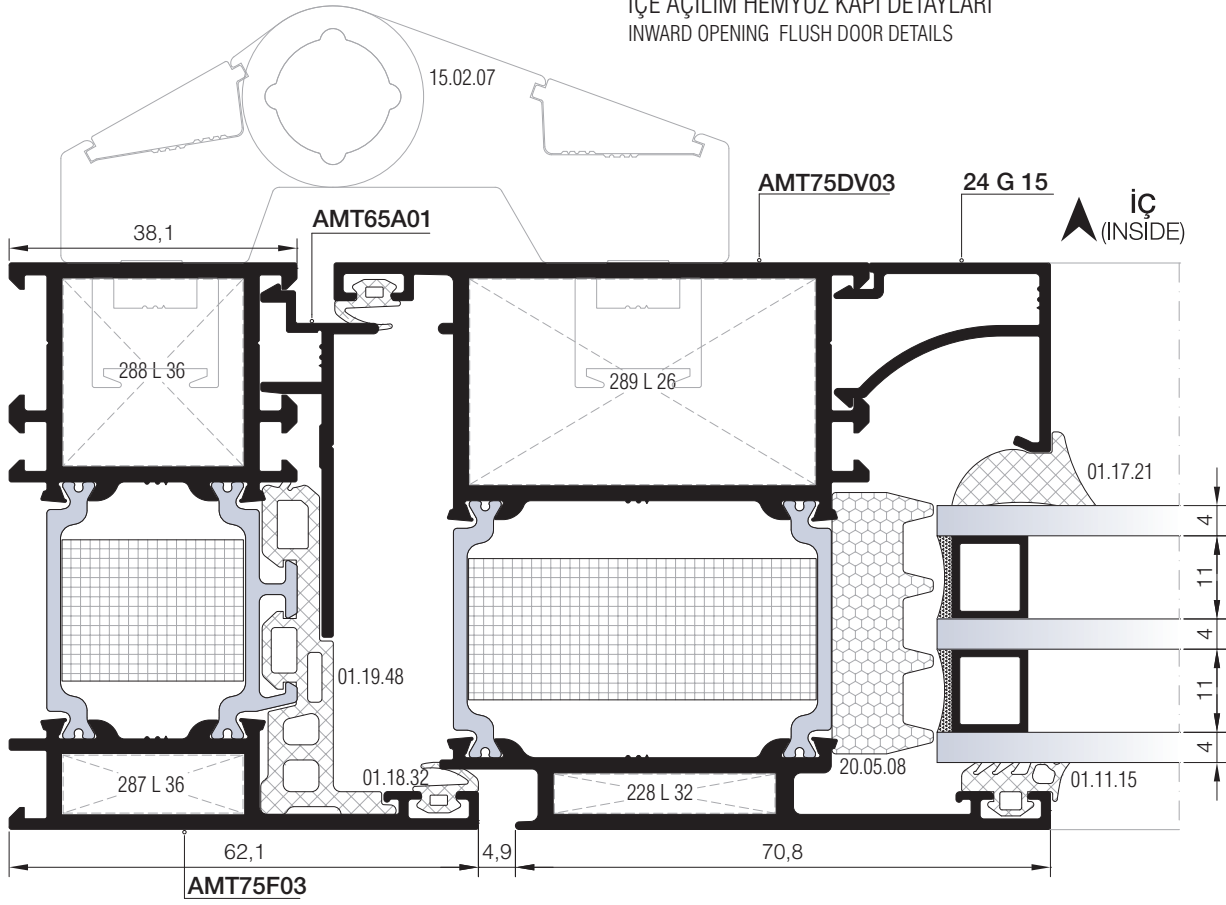 İÇE AÇILIM HEMYÜZ KAPI DETAYLARI
INWARD OPENING FLUSH DOOR DETAILS
15.02.07
AMT75DV03
24 G 15
İÇ
(INSIDE)
AMT65A01
38,1
288 L 36
289 L 26
01.17.21
4
11
4
11
4
01.19.48
01.18.32
20.05.08
01.11.15
287 L 36
228 L 32
62,1
4,9
70,8
AMT75F03